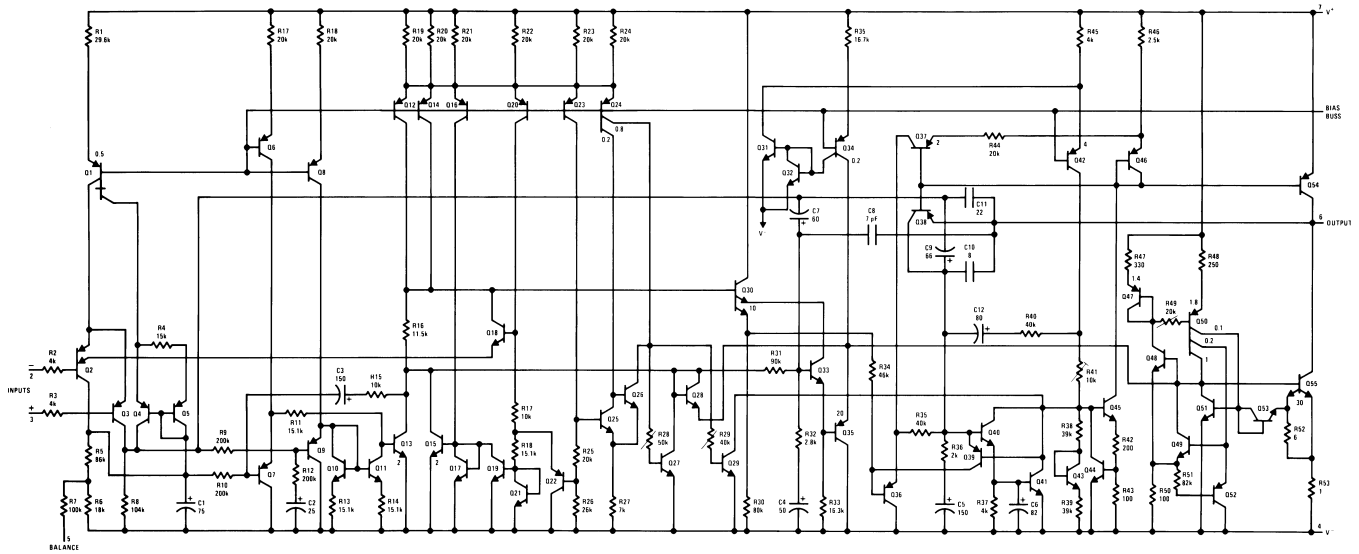 7 V+
R1 29.6k
R17 20k
R18 20k
R19 20k
R20 20k
R21 20k
R22 20k
R23 20k
R24 20k
R35 16.7k
R45 4k
R46 2.5k
Q12
Q14
Q16
Q20
Q23
Q24
BIAS BUSS
0.8
0.2
Q6
Q37
2
R44 20k
Q31
Q34
0.2
4
Q42
Q46
0.5
Q1
Q8
Q32
Q54
V-
C7 60
C8 7 pF
Q38
C11 22
6 OUTPUT
C9 66
C10 8
R47 330
R48 250
1.4
Q47
Q30
10
R49 20k
1.8
Q50
0.1
0.2
1
R4 15k
R16 11.5k
Q18
C12 80
R40 40k
Q48
INPUTS
- 2
R2 4k
Q2
+ 3
R3 4k
Q3
Q4
Q5
C3 150
R15 10k
Q26
R31 90k
Q33
R34 46k
R41 10k
Q55
30
R17 10k
Q25
Q28
Q45
Q51
Q53
R52 6
R11 15.1k
Q13
2
Q15
2
R18 15.1k
R28 50k
R29 40k
R32 2.8k
20
Q35
R35 40k
Q40
R38 39k
R42 200
Q49
R5 86k
R9 200k
Q9
R10 200k
Q7
R12 200k
Q10
Q11
Q17
Q19
Q21
Q22
R25 20k
Q27
Q29
R36 2k
Q39
Q43
Q44
R51 82k
Q36
Q41
R7 100k
R6 18k
R8 104k
C1 75
C2 25
R13 15.1k
R14 15.1k
R26 26k
R27 7k
R30 80k
C4 50
R33 16.3k
C5 150
R37 4k
C6 82
R39 39k
R43 100
R50 100
Q52
R53 1
4 V-
5
BALANCE